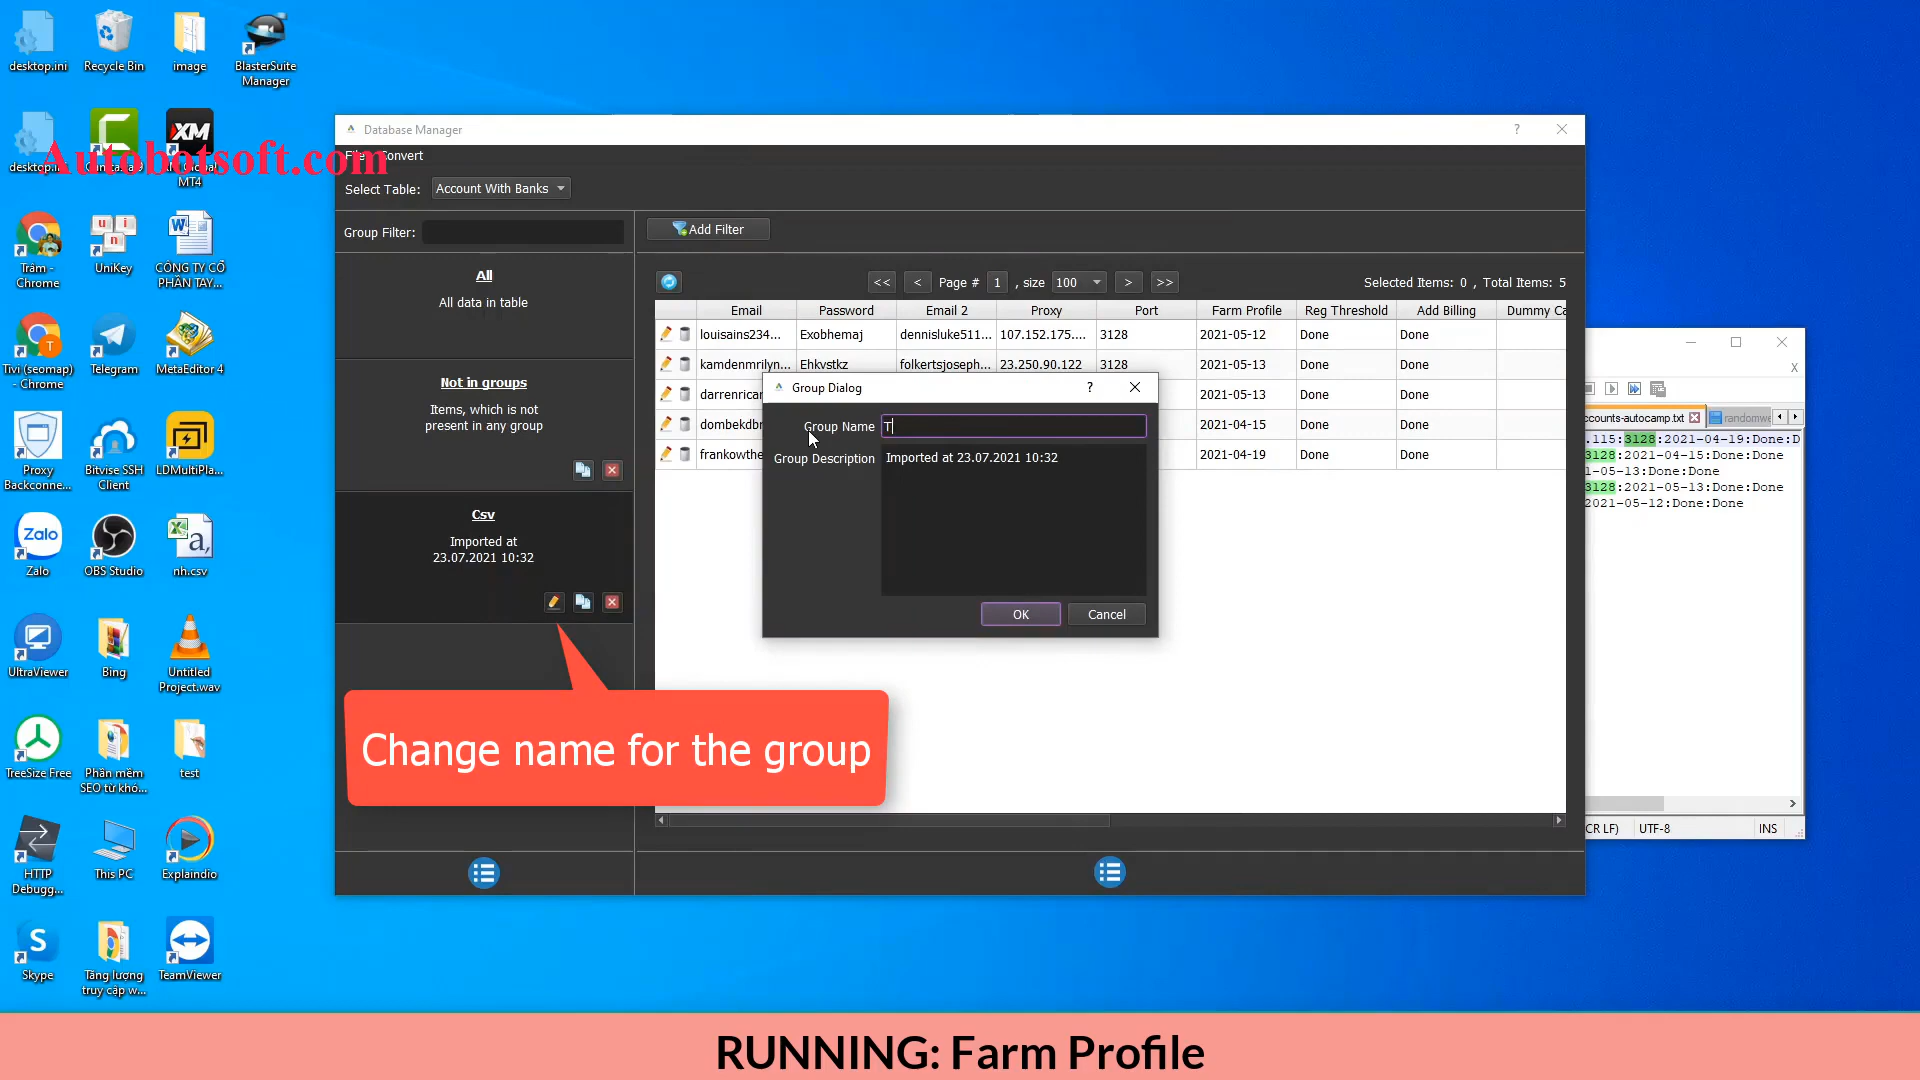 desktop.ini
Recycle Bin
image
BlasterSuite
Manager
XM
MT4
Autobotsoft.com
Trâm -
Chrome
UniKey
CÔNG TY CỔ
PHẦN TAY...
Tivi (seomap)
- Chrome
Telegram
MetaEditor 4
Proxy
Backconne...
Bitvise SSH
Client
LDMultiPla...
Zalo
Zalo
OBS Studio
nh.csv
UltraViewer
Bing
Untitled
Project.wav
TreeSize Free
Phần mềm
SEO từ khó...
test
HTTP
Debugg...
This PC
Explaindio
Skype
Tăng lượng
truy cập w...
TeamViewer
Database Manager
Convert
Select Table: Account With Banks
Group Filter:
Add Filter
All
All data in table
Not in groups
Items, which is not
present in any group
Csv
Imported at
23.07.2021 10:32
<< < Page # 1 , size 100 > >>
Selected Items: 0 , Total Items: 5
Email Password Email 2 Proxy Port Farm Profile Reg Threshold Add Billing Dummy Ca
louisains234... Exobhemaj dennisluke511... 107.152.175.... 3128 2021-05-12 Done Done
kamdenmrilyn... Ehkvstkz folkertsjoseph... 23.250.90.122 3128 2021-05-13 Done Done
darrenricar 2021-05-13 Done Done
dombekdbr 2021-04-15 Done Done
frankowthe 2021-04-19 Done Done
Group Dialog
Group Name T
Group Description Imported at 23.07.2021 10:32
OK Cancel
Change name for the group
ccounts-autocamp.txt randomwe
.115:3128:2021-04-19:Done:D
3128:2021-04-15:Done:Done
1-05-13:Done:Done
3128:2021-05-13:Done:Done
2021-05-12:Done:Done
CR LF) UTF-8 INS
RUNNING: Farm Profile